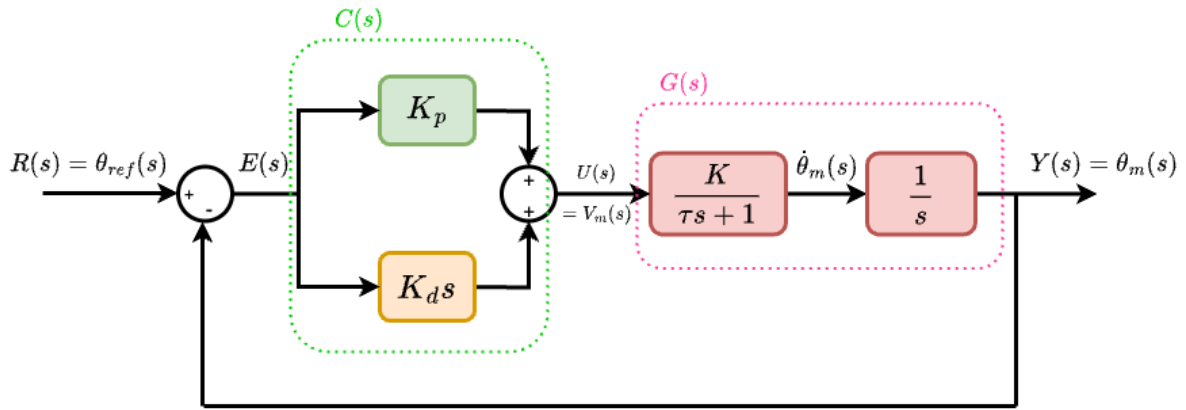 C(s)
G(s)
K_p
R(s) = θ_ref(s)
E(s)
+
-
+
+
U(s)
= V_m(s)
K
τs + 1
θ̇_m(s)
1
s
Y(s) = θ_m(s)
K_d s